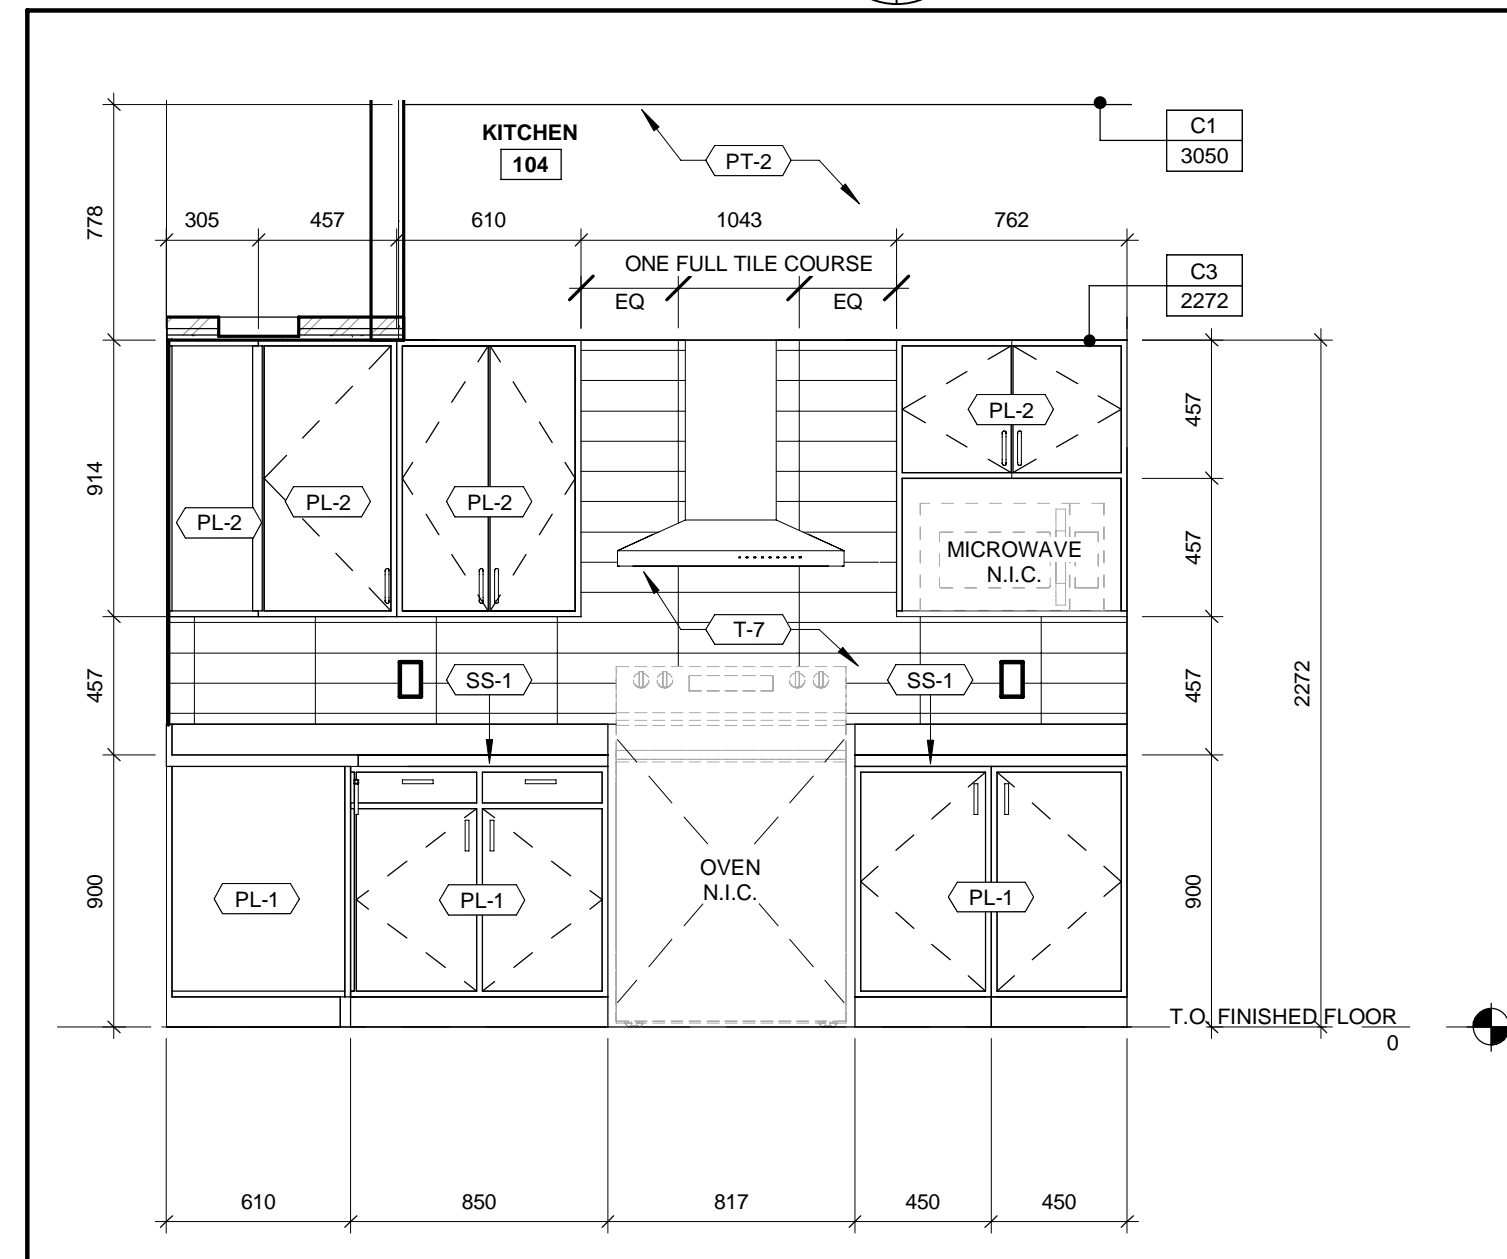 C1
3050
KITCHEN
104
PT-2
778
305
457
610
1043
762
ONE FULL TILE COURSE
EQ
EQ
C3
2272
PL-2
457
914
PL-2
PL-2
PL-2
MICROWAVE
N.I.C.
457
T-7
457
SS-1
SS-1
457
2272
900
PL-1
PL-1
OVEN
N.I.C.
PL-1
900
T.O. FINISHED FLOOR
0
610
850
817
450
450